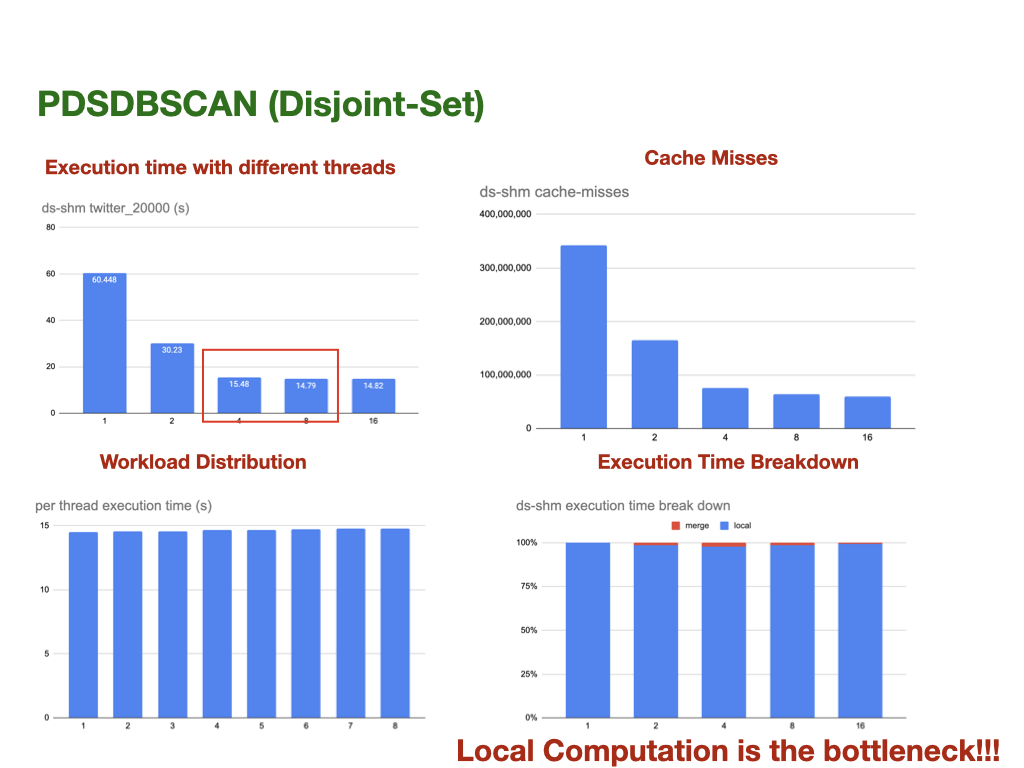 PDSDBSCAN (Disjoint-Set)
Execution time with different threads
ds-shm twitter_20000 (s)
80
60
40
20
0
60.448
30.23
15.48
14.79
14.82
1 2 4 8 16
Cache Misses
ds-shm cache-misses
400,000,000
300,000,000
200,000,000
100,000,000
0
1 2 4 8 16
Workload Distribution
per thread execution time (s)
15
10
5
0
1 2 3 4 5 6 7 8
Execution Time Breakdown
ds-shm execution time break down
merge local
100%
75%
50%
25%
0%
1 2 4 8 16
Local Computation is the bottleneck!!!